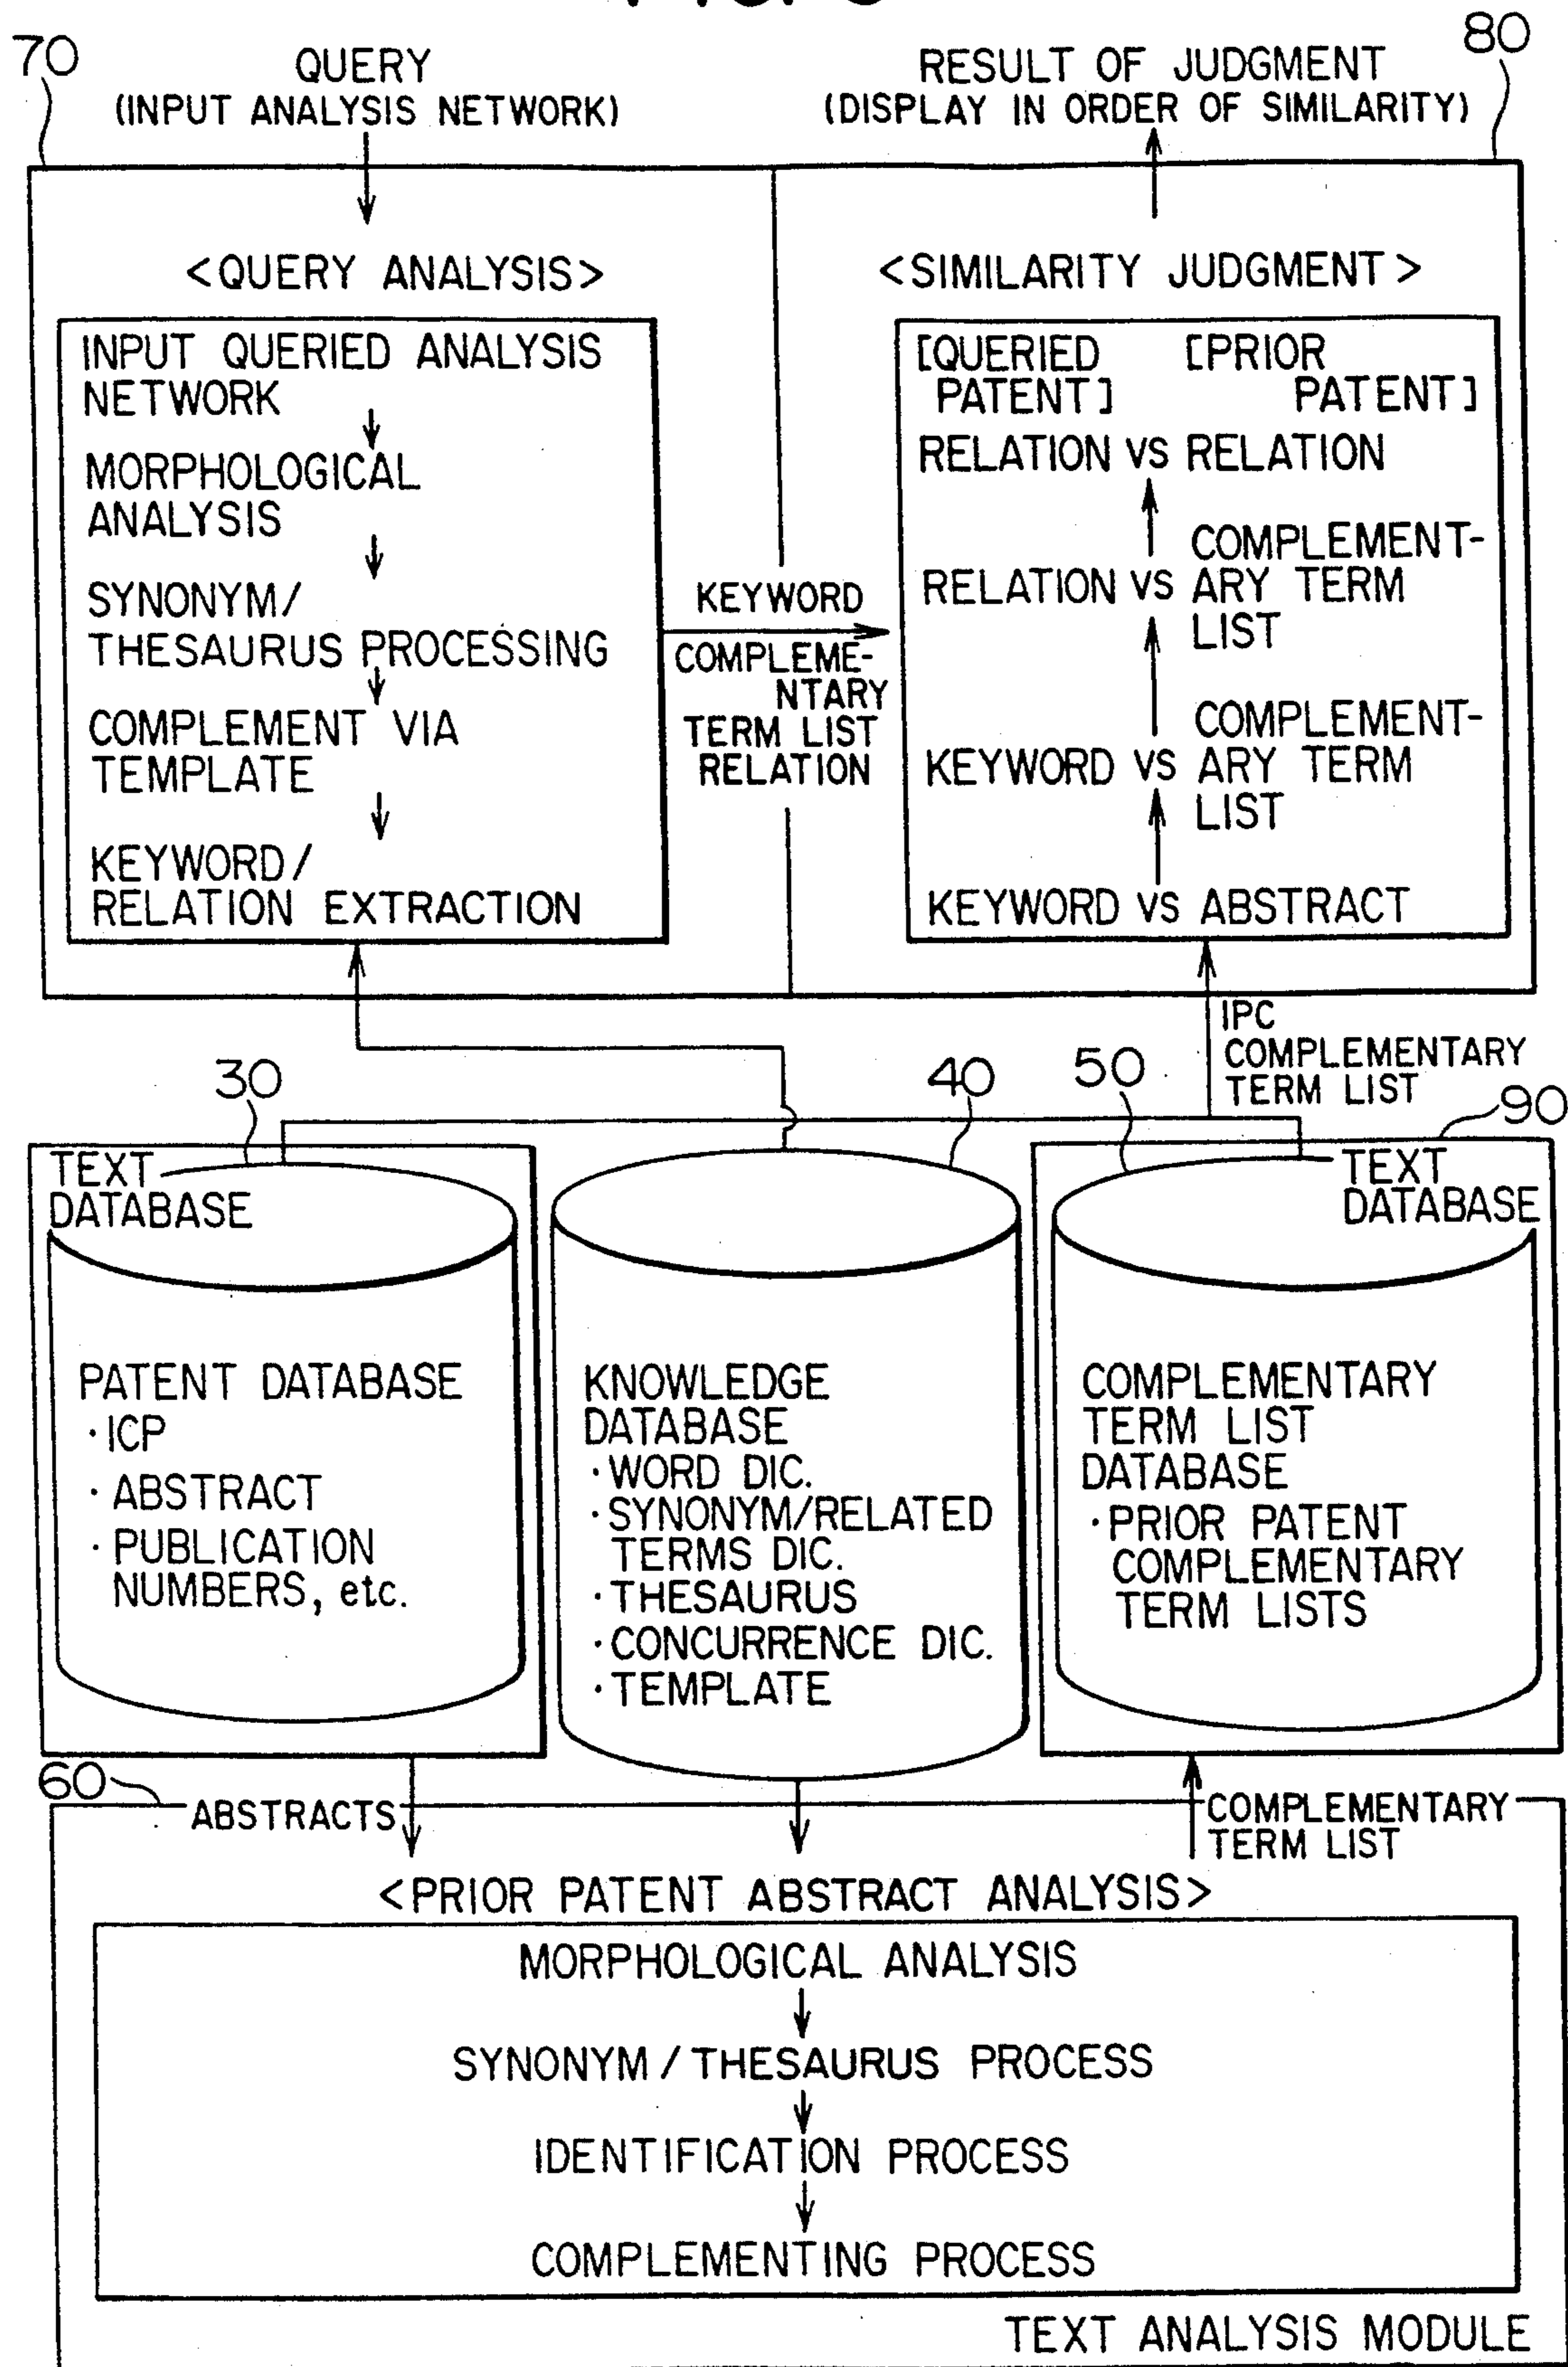 70
QUERY
(INPUT ANALYSIS NETWORK)
RESULT OF JUDGMENT
(DISPLAY IN ORDER OF SIMILARITY)
80
<QUERY ANALYSIS>
INPUT QUERIED ANALYSIS
NETWORK
MORPHOLOGICAL
ANALYSIS
SYNONYM/
THESAURUS PROCESSING
COMPLEMENT VIA
TEMPLATE
KEYWORD/
RELATION EXTRACTION
KEYWORD
COMPLEME-
NTARY
TERM LIST
RELATION
<SIMILARITY JUDGMENT>
[QUERIED [PRIOR
PATENT] PATENT]
RELATION VS RELATION
COMPLEMENT-
RELATION VS ARY TERM
LIST
COMPLEMENT-
KEYWORD VS ARY TERM
LIST
KEYWORD VS ABSTRACT
IPC
COMPLEMENTARY
TERM LIST
30
40
50
90
TEXT
DATABASE
PATENT DATABASE
·ICP
·ABSTRACT
·PUBLICATION
NUMBERS, etc.
KNOWLEDGE
DATABASE
·WORD DIC.
·SYNONYM/RELATED
TERMS DIC.
·THESAURUS
·CONCURRENCE DIC.
·TEMPLATE
TEXT
DATABASE
COMPLEMENTARY
TERM LIST
DATABASE
·PRIOR PATENT
COMPLEMENTARY
TERM LISTS
60
ABSTRACTS
COMPLEMENTARY
TERM LIST
<PRIOR PATENT ABSTRACT ANALYSIS>
MORPHOLOGICAL ANALYSIS
SYNONYM/THESAURUS PROCESS
IDENTIFICATION PROCESS
COMPLEMENTING PROCESS
TEXT ANALYSIS MODULE